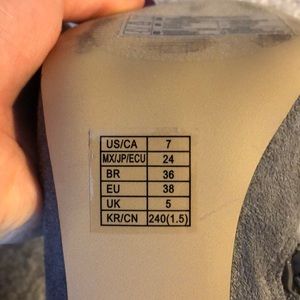 US/CA 7
MX/JP/ECU 24
BR 36
EU 38
UK 5
KR/CN 240(1.5)